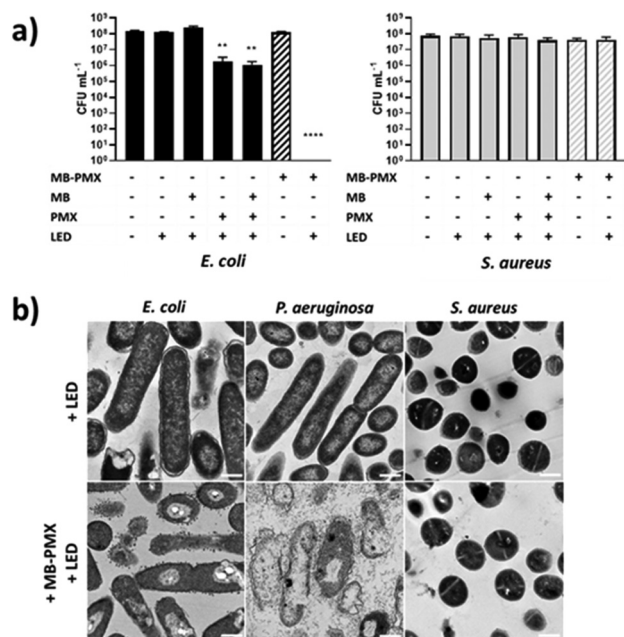 a)
CFU mL⁻¹
10⁹
10⁸
10⁷
10⁶
10⁵
10⁴
10³
10²
10¹
10⁰
** ** ****
MB-PMX - - - - - + +
MB - - + - + 
PMX - - - + + 
LED - + + + + - +
E. coli
CFU mL⁻¹
10⁹
10⁸
10⁷
10⁶
10⁵
10⁴
10³
10²
10¹
10⁰
MB-PMX - - - - - + +
MB - - + - +
PMX - - - + +
LED - + + + + - +
S. aureus
b)
E. coli P. aeruginosa S. aureus
+ LED
+ MB-PMX
+ LED